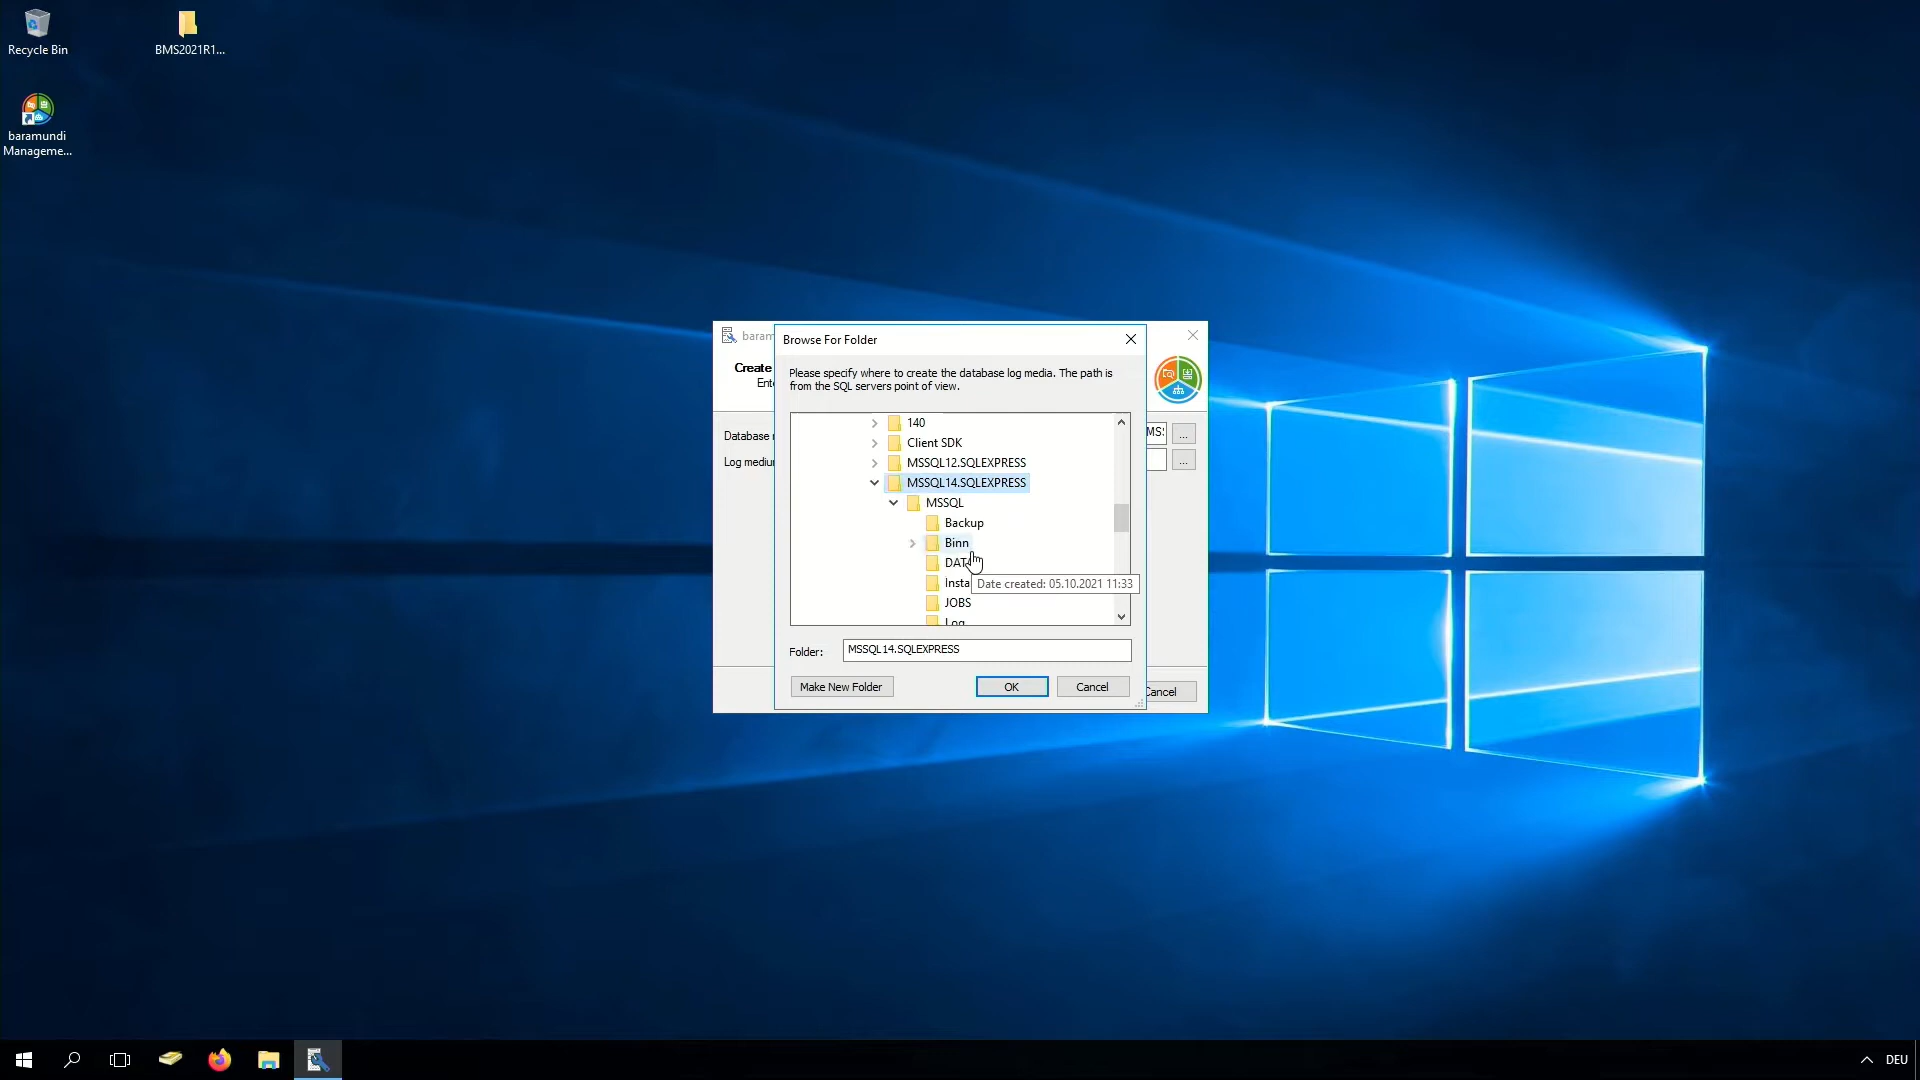 Recycle Bin
BMS2021R1...
baramundi
Manageme...
baram
Create
Ente
Database r
Log mediun
MS:
...
...
Cancel
Browse For Folder
Please specify where to create the database log media. The path is
from the SQL servers point of view.
140
Client SDK
MSSQL12.SQLEXPRESS
MSSQL14.SQLEXPRESS
MSSQL
Backup
Binn
DAT
Insta
Date created: 05.10.2021 11:33
JOBS
Log
Folder:
MSSQL14.SQLEXPRESS
Make New Folder
OK
Cancel
DEU